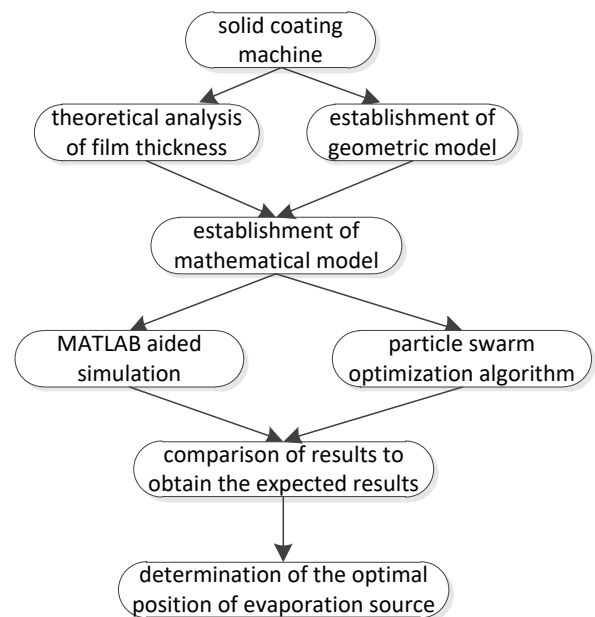 solid coating
machine
theoretical analysis
of film thickness
establishment of
geometric model
establishment of
mathematical model
MATLAB aided
simulation
particle swarm
optimization algorithm
comparison of results to
obtain the expected results
determination of the optimal
position of evaporation source